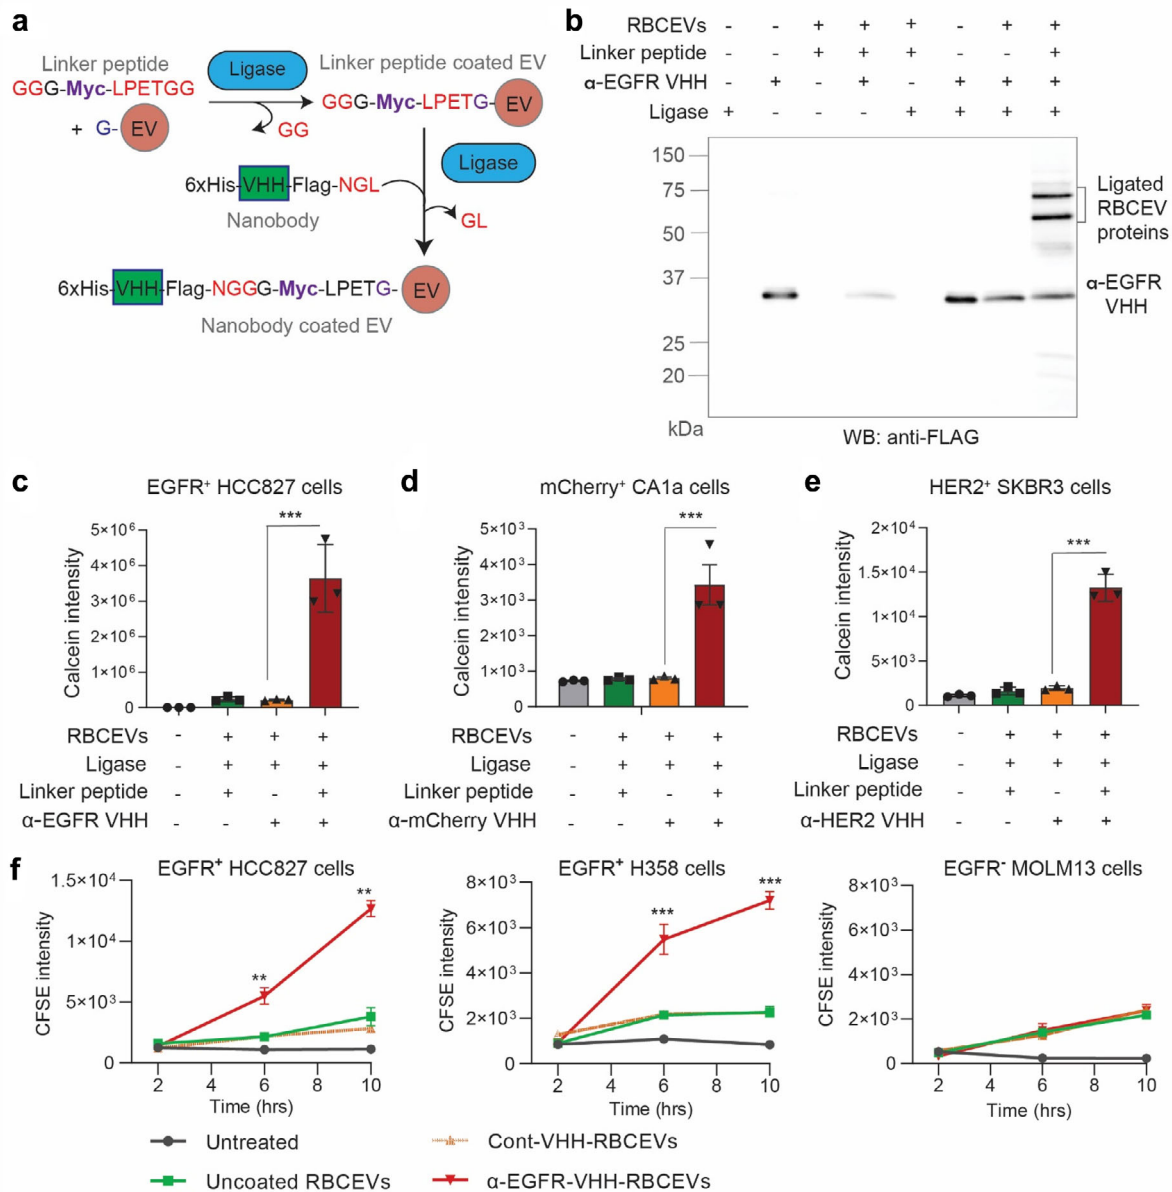 a
Linker peptide
GGG-Myc-LPETGG
+ G- EV
Ligase
GG
Linker peptide coated EV
GGG-Myc-LPETG- EV
Ligase
6xHis-VHH-Flag-NGL
Nanobody
GL
6xHis-VHH-Flag-NGGG-Myc-LPETG- EV
Nanobody coated EV
b
RBCEVs - - + + + - + +
Linker peptide - - + + + - - +
α-EGFR VHH - + - + - + + +
Ligase + - - - + + + +
150
75
50
37
25
20
kDa
Ligated
RBCEV
proteins
α-EGFR
VHH
WB: anti-FLAG
c
EGFR⁺ HCC827 cells
***
Calcein intensity
5×10⁶
4×10⁶
3×10⁶
2×10⁶
1×10⁶
0
RBCEVs - + + +
Ligase - + + +
Linker peptide - + - +
α-EGFR VHH - - + +
d
mCherry⁺ CA1a cells
***
Calcein intensity
5×10³
4×10³
3×10³
2×10³
1×10³
0
RBCEVs - + + +
Ligase - + + +
Linker peptide - + - +
α-mCherry VHH - - + +
e
HER2⁺ SKBR3 cells
***
Calcein intensity
2×10⁴
1.5×10⁴
1×10⁴
5×10³
0
RBCEVs - + + +
Ligase - + + +
Linker peptide - + - +
α-HER2 VHH - - + +
f
EGFR⁺ HCC827 cells
CFSE intensity
1.5×10⁴
1×10⁴
5×10³
0
**
**
2 4 6 8 10
Time (hrs)
EGFR⁺ H358 cells
CFSE intensity
8×10³
6×10³
4×10³
2×10³
0
***
***
2 4 6 8 10
Time (hrs)
EGFR⁻ MOLM13 cells
CFSE intensity
8×10³
6×10³
4×10³
2×10³
0
2 4 6 8 10
Time (hrs)
Untreated
Cont-VHH-RBCEVs
Uncoated RBCEVs
α-EGFR-VHH-RBCEVs